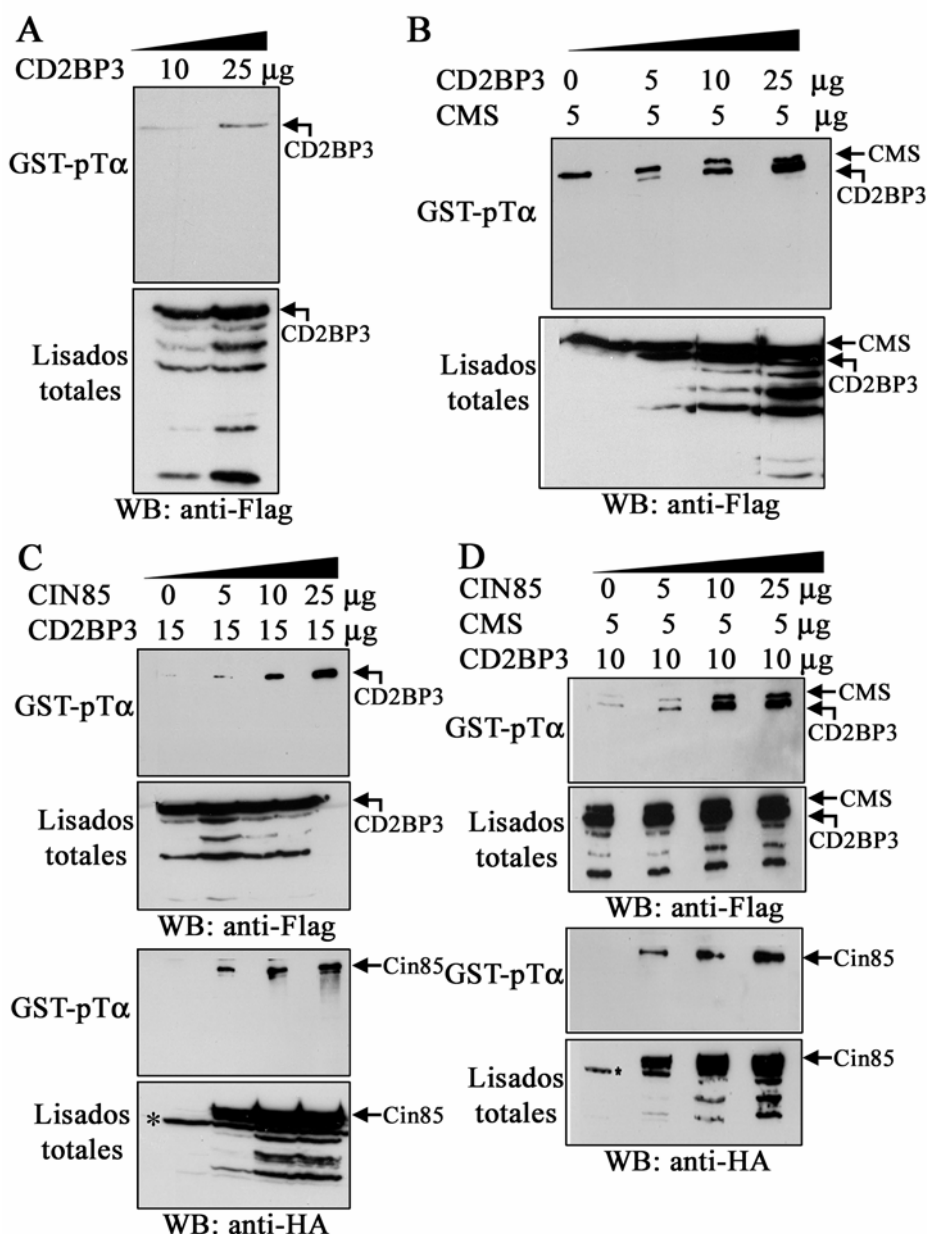 A
CD2BP3 10 25 µg
GST-pTα
CD2BP3
Lisados
totales
CD2BP3
WB: anti-Flag
B
CD2BP3 0 5 10 25 µg
CMS 5 5 5 5 µg
GST-pTα
CMS
CD2BP3
Lisados
totales
CMS
CD2BP3
WB: anti-Flag
C
CIN85 0 5 10 25 µg
CD2BP3 15 15 15 15 µg
GST-pTα
CD2BP3
Lisados
totales
CD2BP3
WB: anti-Flag
GST-pTα
Cin85
Lisados
totales
*
Cin85
WB: anti-HA
D
CIN85 0 5 10 25 µg
CMS 5 5 5 5 µg
CD2BP3 10 10 10 10 µg
GST-pTα
CMS
CD2BP3
Lisados
totales
CMS
CD2BP3
WB: anti-Flag
GST-pTα
Cin85
Lisados
totales
*
Cin85
WB: anti-HA